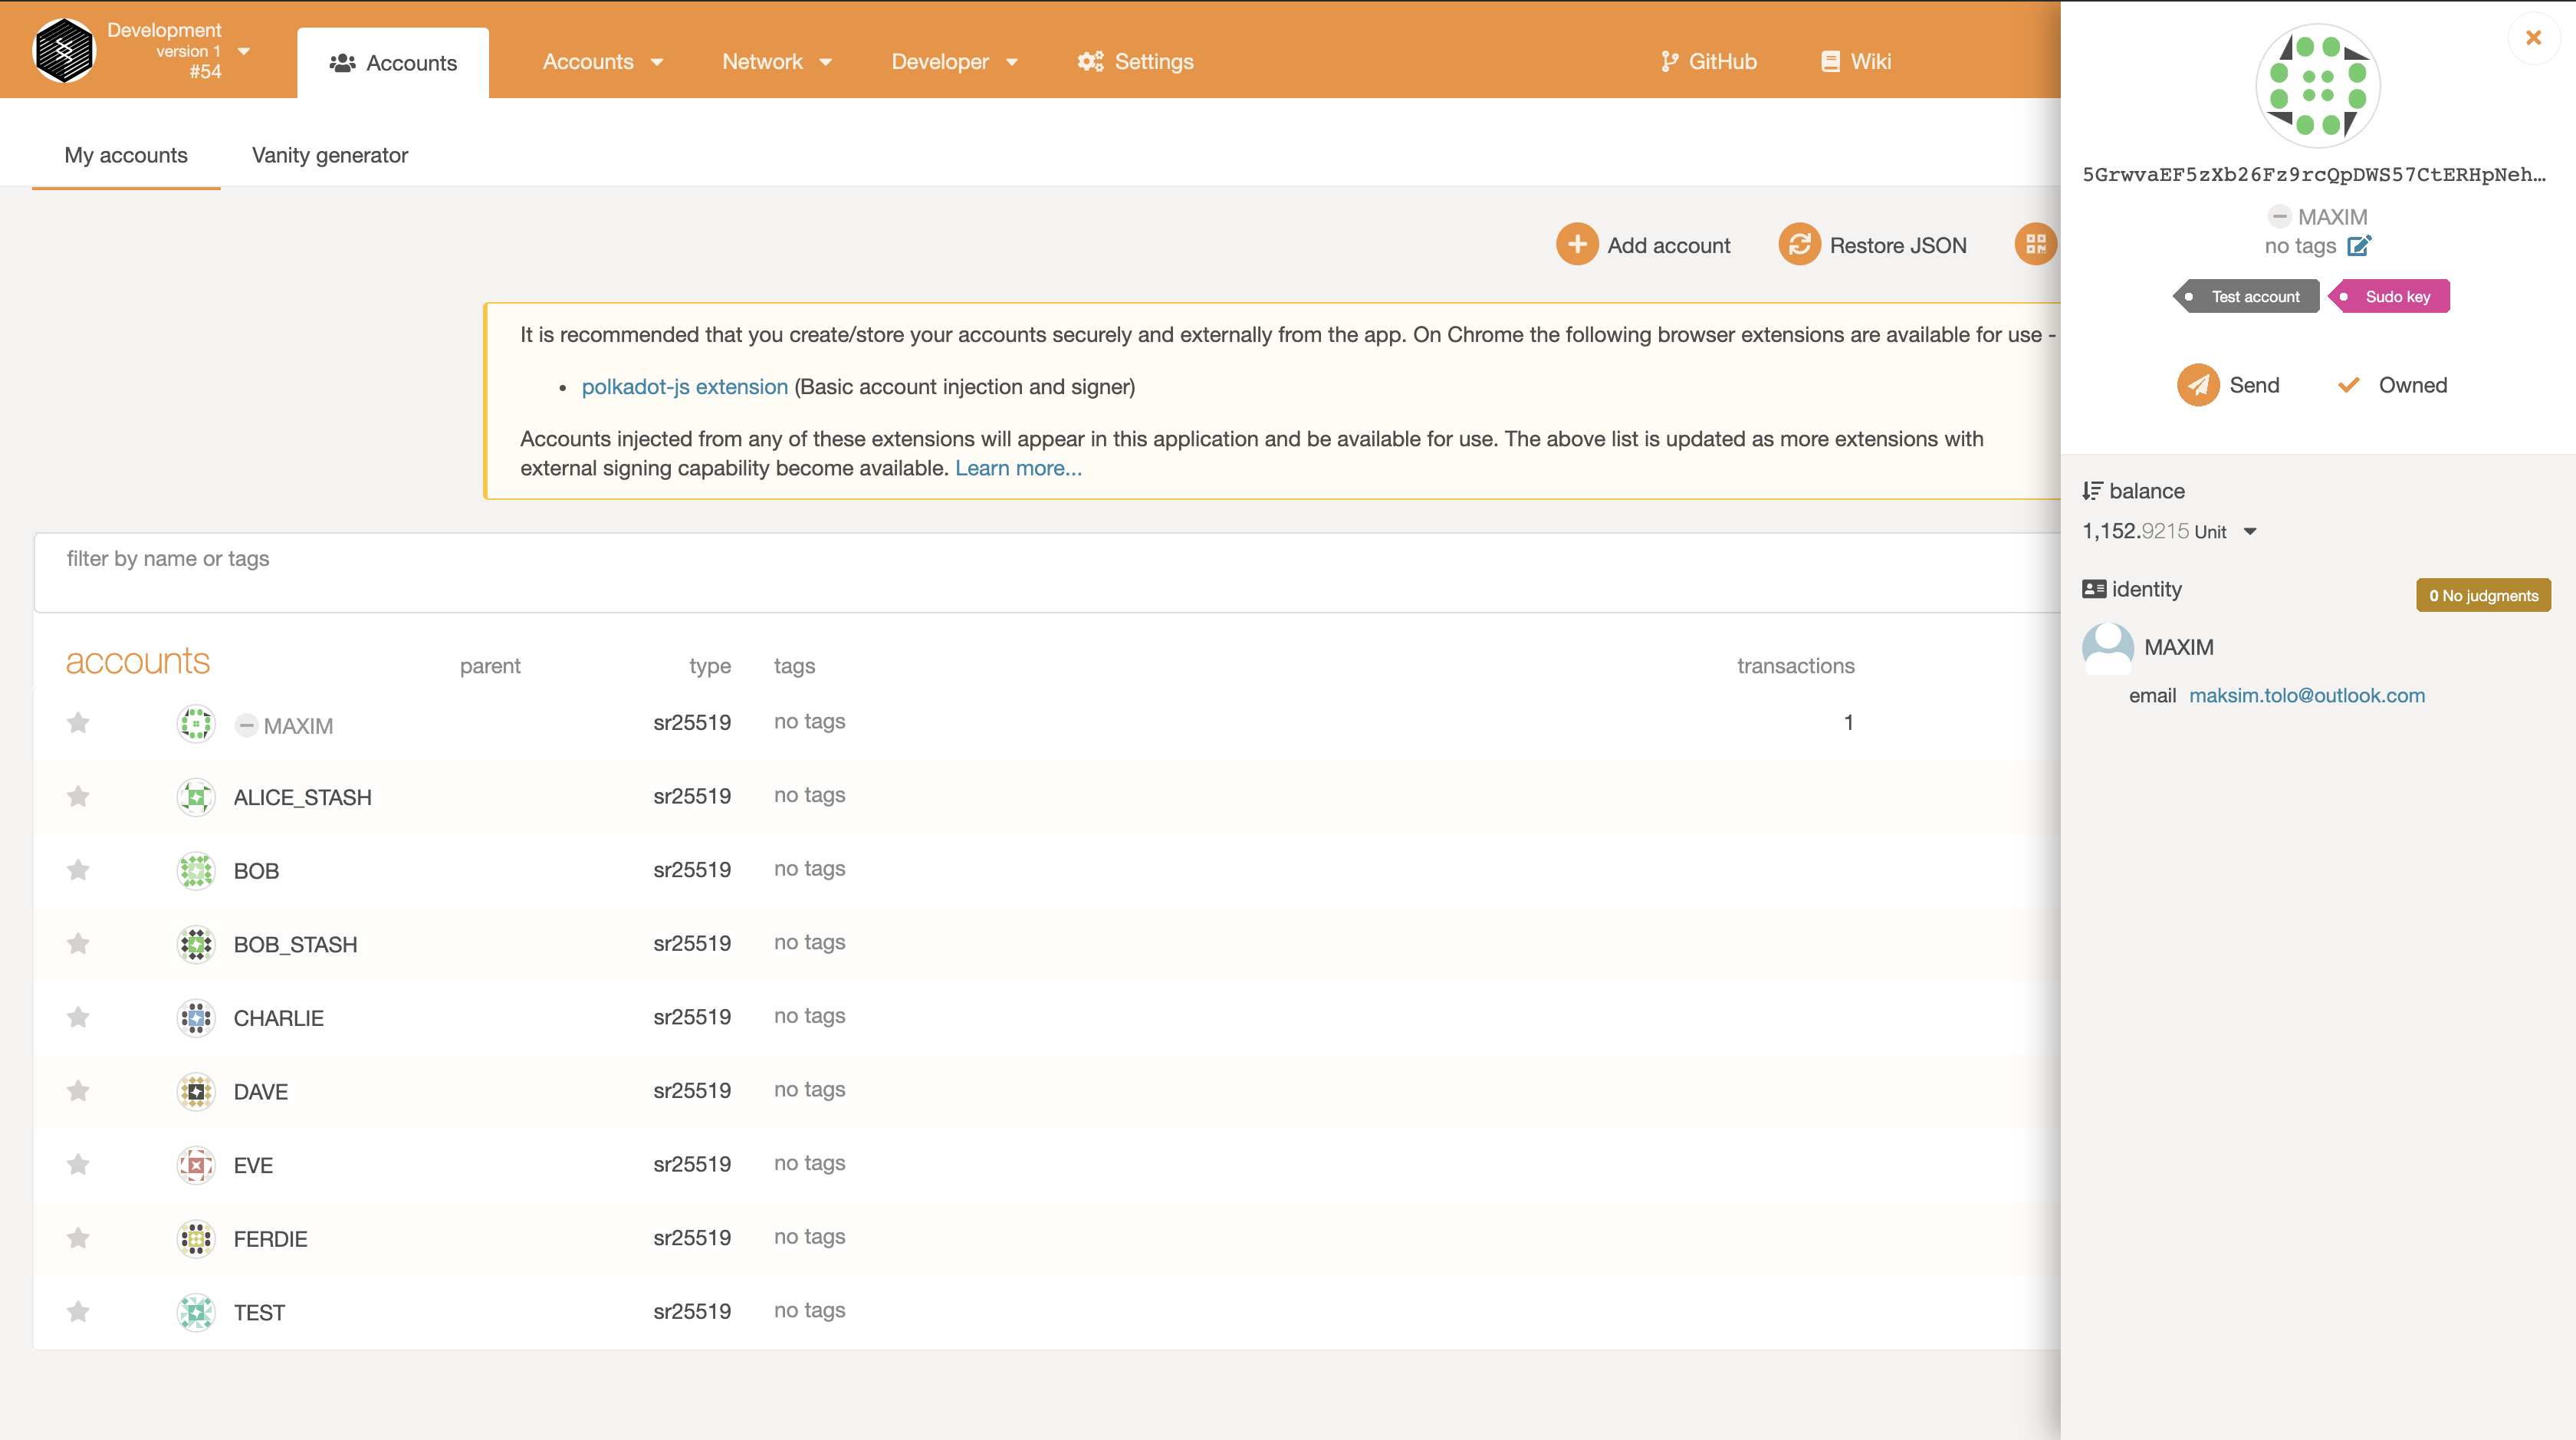 Development
version 1
#54
Accounts
Accounts
Network
Developer
Settings
GitHub
Wiki
My accounts
Vanity generator
Add account
Restore JSON
It is recommended that you create/store your accounts securely and externally from the app. On Chrome the following browser extensions are available for use -
• polkadot-js extension (Basic account injection and signer)
Accounts injected from any of these extensions will appear in this application and be available for use. The above list is updated as more extensions with
external signing capability become available. Learn more...
filter by name or tags
accounts parent type tags transactions
MAXIM sr25519 no tags 1
ALICE_STASH sr25519 no tags
BOB sr25519 no tags
BOB_STASH sr25519 no tags
CHARLIE sr25519 no tags
DAVE sr25519 no tags
EVE sr25519 no tags
FERDIE sr25519 no tags
TEST sr25519 no tags
5GrwvaEF5zXb26Fz9rcQpDWS57CtERHpNeh…
MAXIM
no tags
Test account
Sudo key
Send
Owned
balance
1,152.9215 Unit
identity
0 No judgments
MAXIM
email maksim.tolo@outlook.com